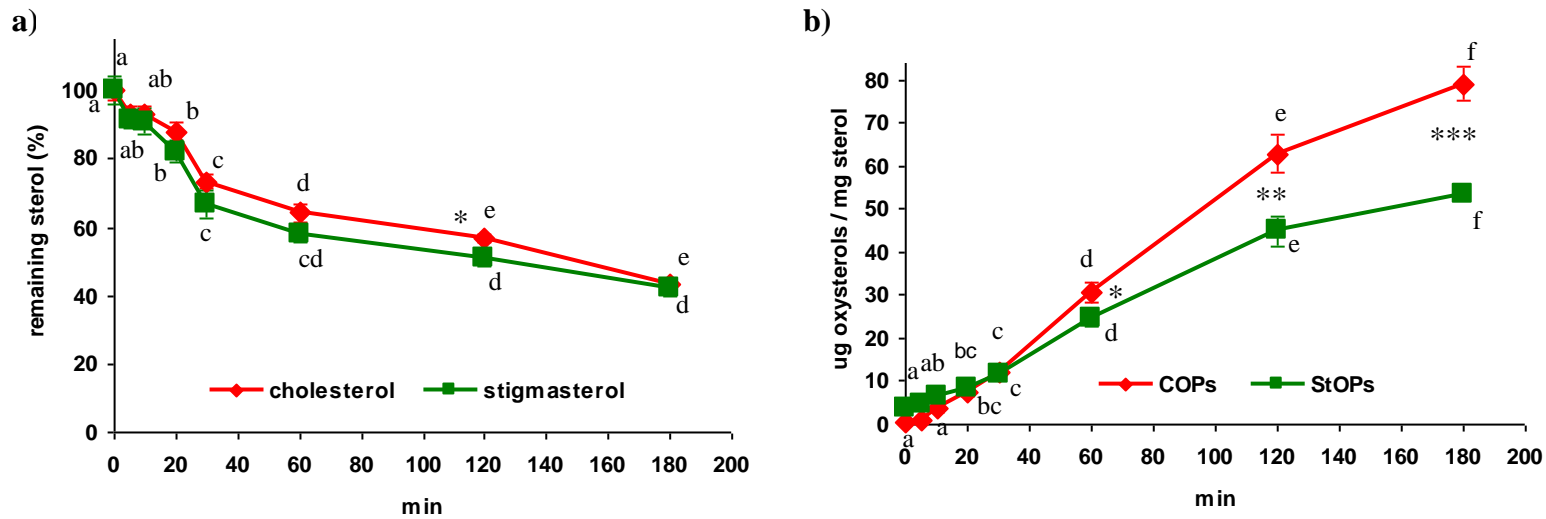 a)
remaining sterol (%)
100
80
60
40
20
0
a
a
ab
ab
b
b
c
c
d
cd
*
e
d
e
d
cholesterol
stigmasterol
0 20 40 60 80 100 120 140 160 180 200
min
b)
ug oxysterols / mg sterol
80
70
60
50
40
30
20
10
0
a
ab
bc
c
d
e
f
*
**
***
a
a
bc
c
d
e
f
COPs
StOPs
0 20 40 60 80 100 120 140 160 180 200
min